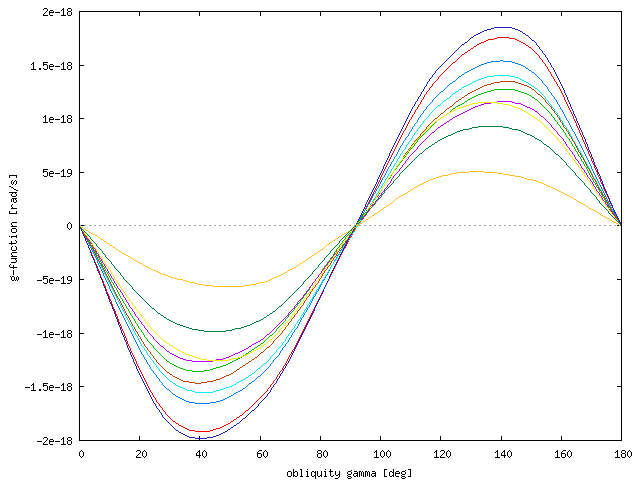 2e-18
1.5e-18
1e-18
5e-19
0
-5e-19
-1e-18
-1.5e-18
-2e-18
g-function [rad/s]
0 20 40 60 80 100 120 140 160 180
obliquity gamma [deg]